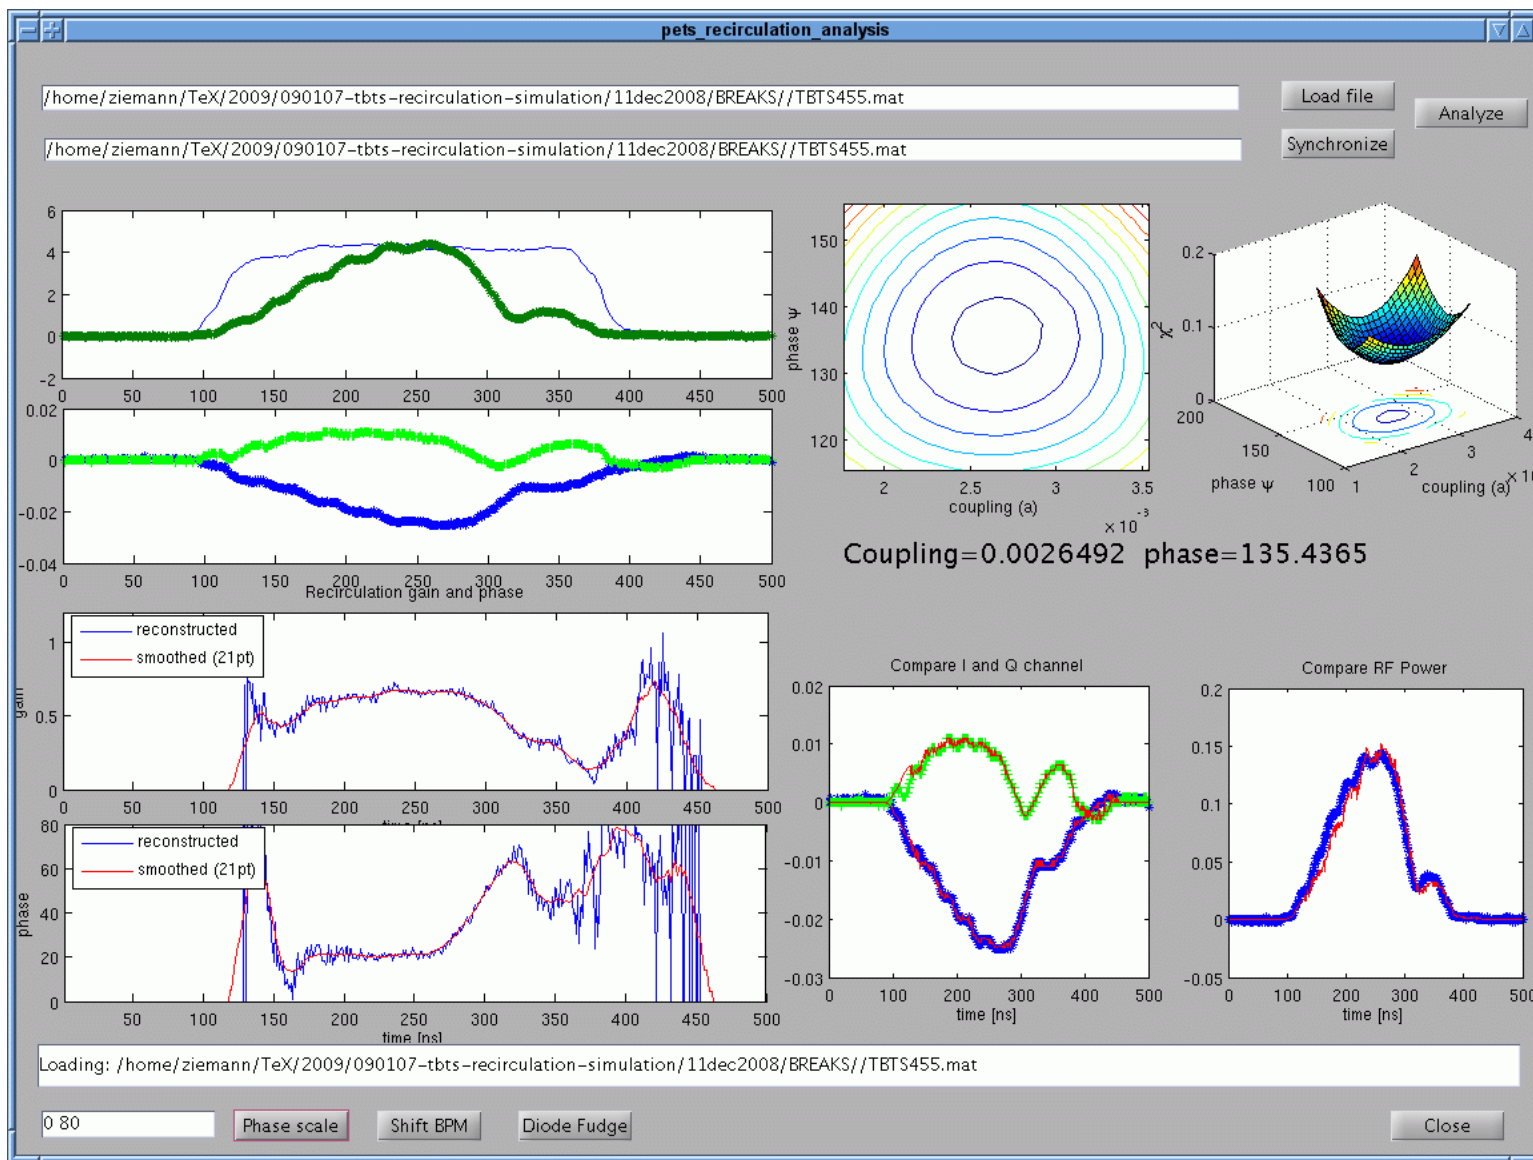 pets_recirculation_analysis
/home/ziemann/TeX/2009/090107-tbts-recirculation-simulation/11dec2008/BREAKS//TBTS455.mat
Load file
Analyze
/home/ziemann/TeX/2009/090107-tbts-recirculation-simulation/11dec2008/BREAKS//TBTS455.mat
Synchronize
6
4
2
0
-2
0 50 100 150 200 250 300 350 400 450 500
0.02
0
-0.02
-0.04
0 50 100 150 200 250 300 350 400 450 500
150
140
130
120
phase ψ
2 2.5 3 3.5
coupling (a)
× 10⁻³
0.2
0.1
0
χ²
200
150
100
phase ψ
1 2 3 4
coupling (a)
× 10
Coupling=0.0026492 phase=135.4365
Recirculation gain and phase
reconstructed
smoothed (21pt)
1
0.5
0
gain
0 50 100 150 200 250 300 350 400 450 500
time [ns]
reconstructed
smoothed (21pt)
80
60
40
20
0
phase
50 100 150 200 250 300 350 400 450 500
time [ns]
Compare I and Q channel
0.02
0.01
0
-0.01
-0.02
-0.03
0 100 200 300 400 500
time [ns]
Compare RF Power
0.2
0.15
0.1
0.05
0
-0.05
0 100 200 300 400 500
time [ns]
Loading: /home/ziemann/TeX/2009/090107-tbts-recirculation-simulation/11dec2008/BREAKS//TBTS455.mat
0 80
Phase scale
Shift BPM
Diode Fudge
Close